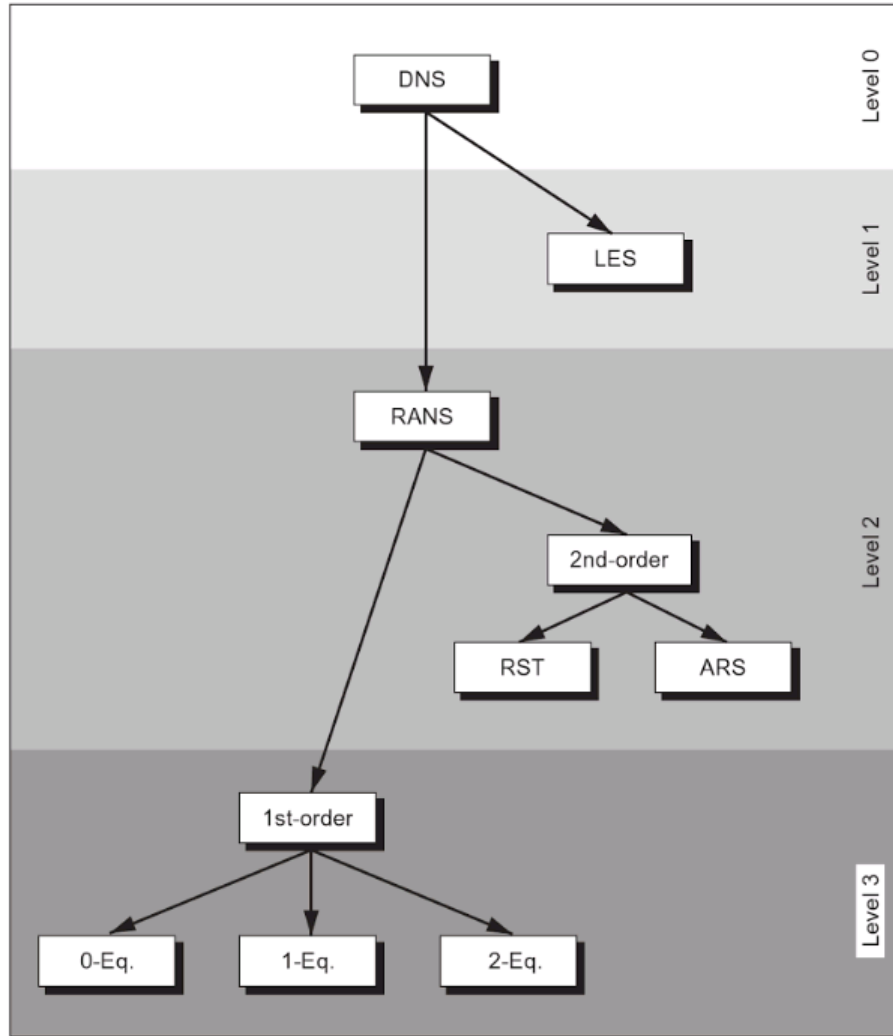 DNS
Level 0
LES
Level 1
RANS
2nd-order
Level 2
RST
ARS
1st-order
Level 3
0-Eq.
1-Eq.
2-Eq.